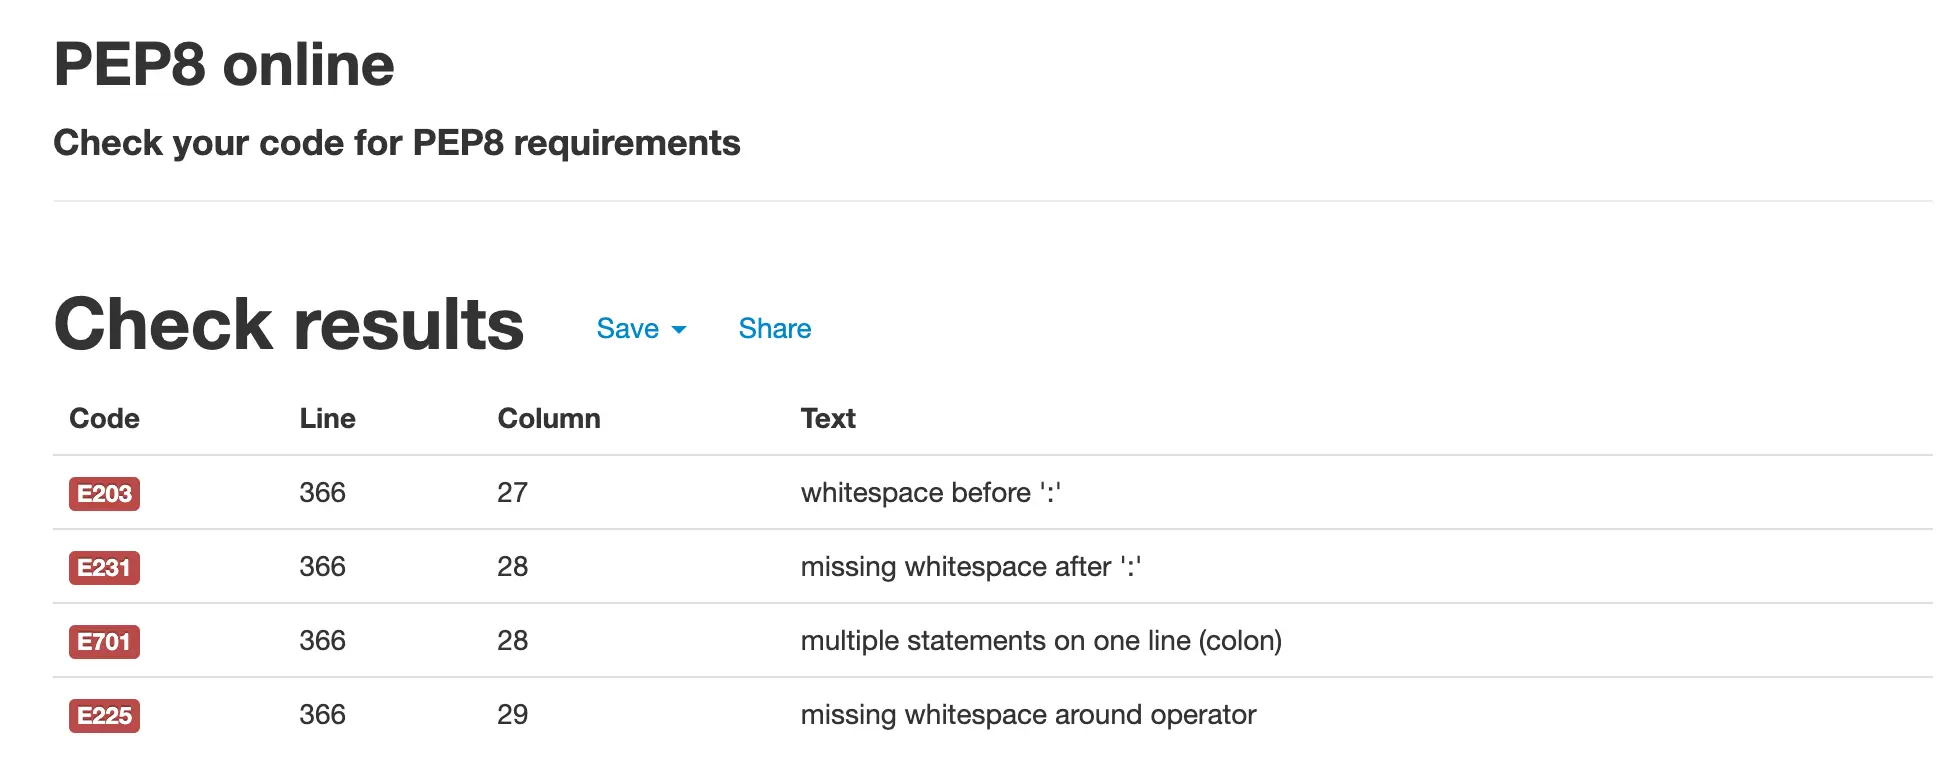 PEP8 online
Check your code for PEP8 requirements
Check results Save Share
Code Line Column Text
E203 366 27 whitespace before ':'
E231 366 28 missing whitespace after ':'
E701 366 28 multiple statements on one line (colon)
E225 366 29 missing whitespace around operator